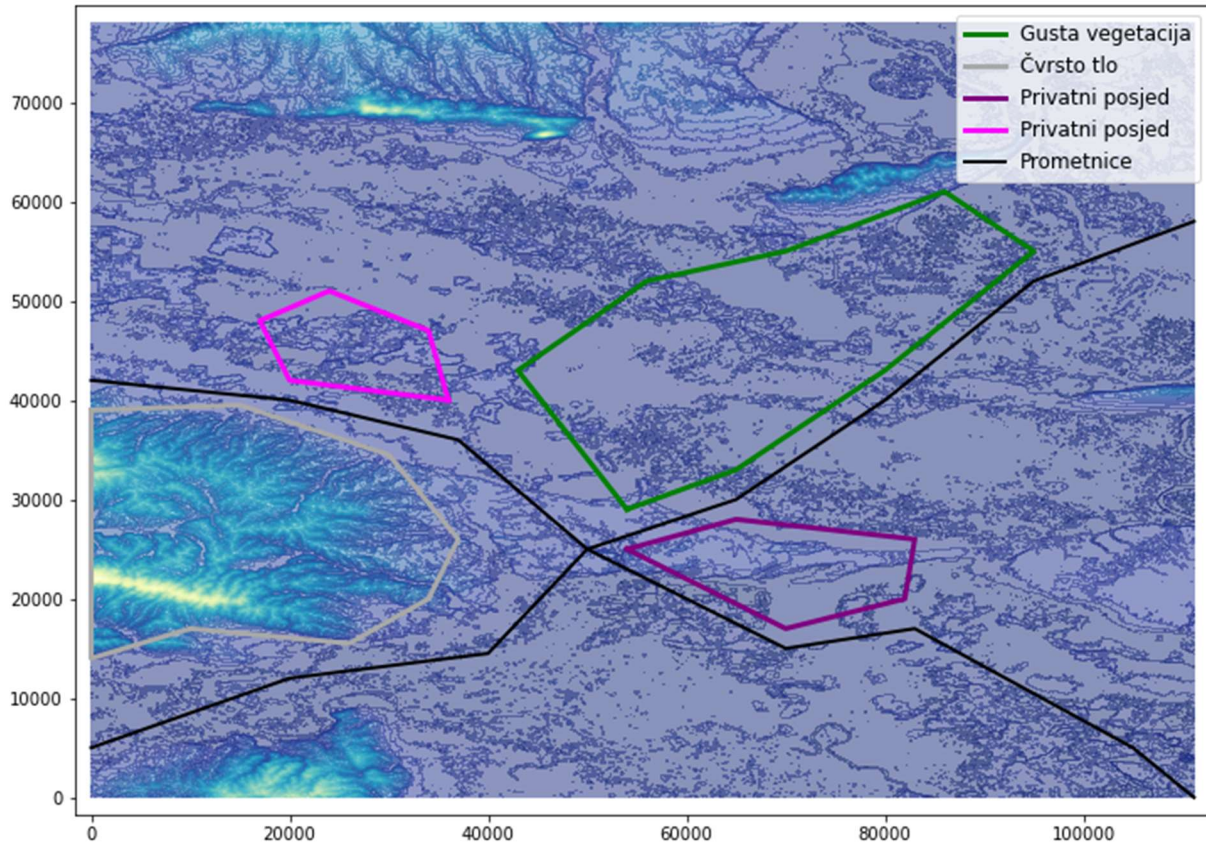 Gusta vegetacija
Čvrsto tlo
Privatni posjed
Privatni posjed
Prometnice
70000
60000
50000
40000
30000
20000
10000
0
0 20000 40000 60000 80000 100000